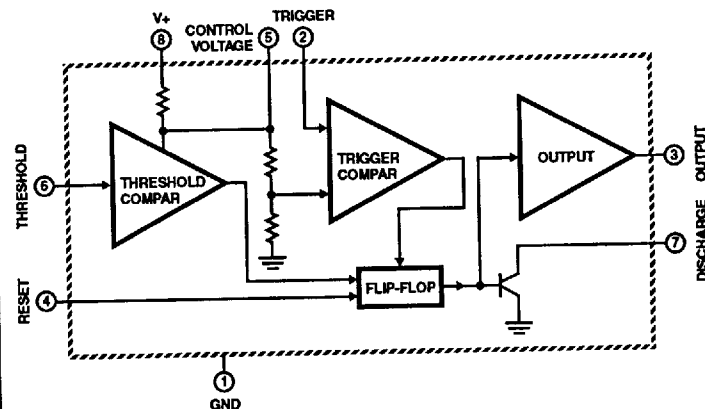 V+
8
CONTROL
VOLTAGE
5
TRIGGER
2
THRESHOLD
6
THRESHOLD
COMPAR
TRIGGER
COMPAR
OUTPUT
3
OUTPUT
7
DISCHARGE
RESET
4
FLIP-FLOP
1
GND